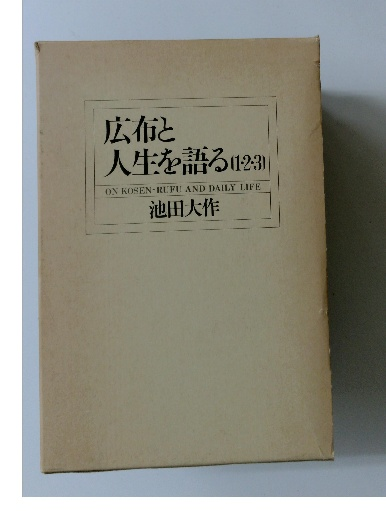 広布と
人生を語る(1・2・3)
ON KOSEN-RUFU AND DAILY LIFE
池田大作